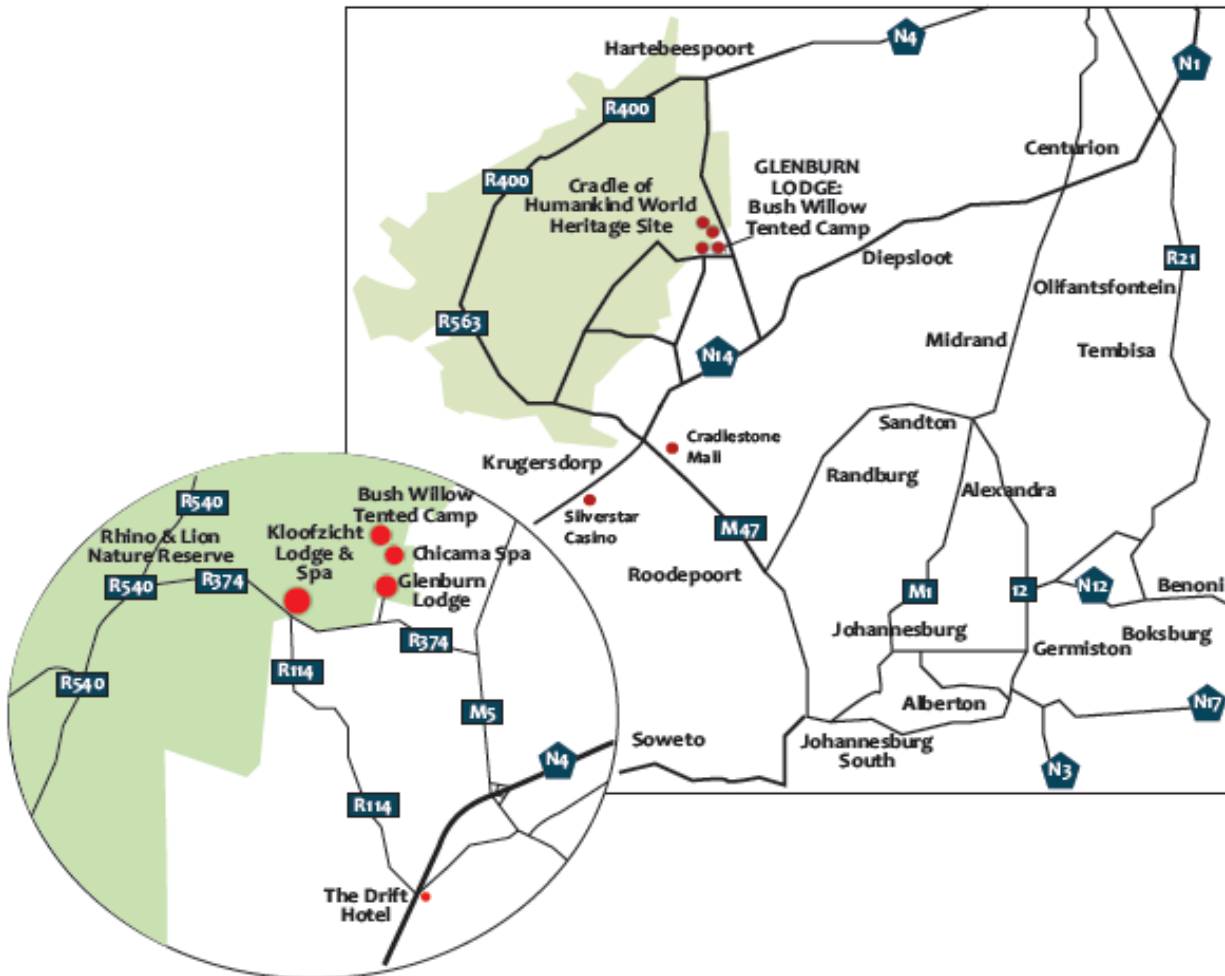 N4
Hartebeespoort
N1
R400
Centurion
GLENBURN
LODGE:
Bush Willow
Tented Camp
R400
Cradle of
Humankind World
Heritage Site
Diepsloot
R21
Olifantsfontein
R563
Midrand
Tembisa
N14
Sandton
Cradlestone
Mall
Krugersdorp
Randburg
Alexandra
Silverstar
Casino
M47
Roodepoort
M1
12
N12
Benoni
Boksburg
Johannesburg
Germiston
Alberton
N17
Johannesburg
South
Soweto
N3
R540
Bush Willow
Tented Camp
Rhino & Lion
Nature Reserve
Kloofzicht
Lodge &
Spa
Chicama Spa
R540
R374
Glenburn
Lodge
R374
R114
R540
M5
N4
R114
The Drift
Hotel